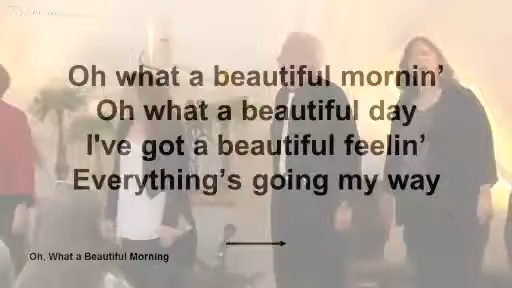 Oh what a beautiful mornin’
Oh what a beautiful day
I've got a beautiful feelin’
Everything’s going my way
Oh, What a Beautiful Morning